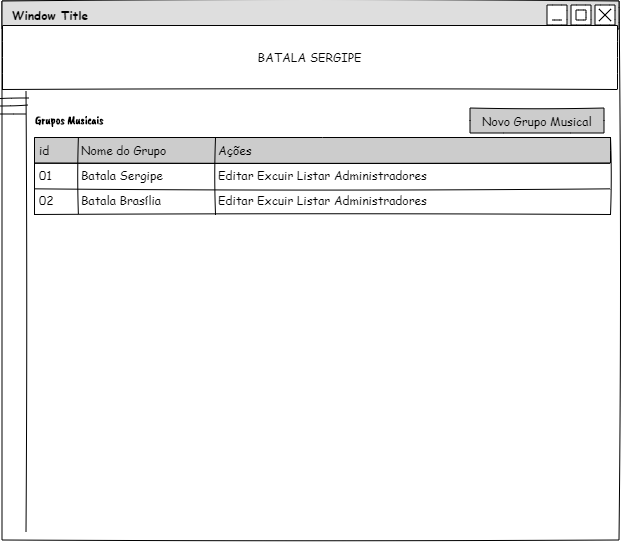 Window Title
BATALA SERGIPE
Grupos Musicais
Novo Grupo Musical
id Nome do Grupo Ações
01 Batala Sergipe Editar Excuir Listar Administradores
02 Batala Brasília Editar Excuir Listar Administradores